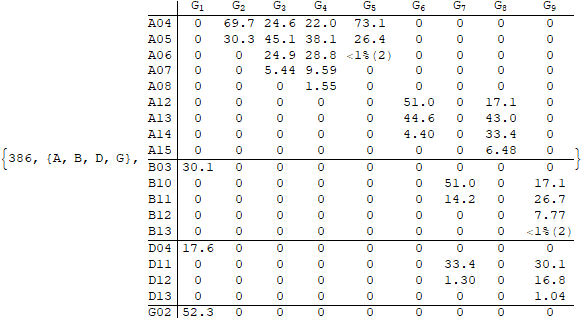 G₁ G₂ G₃ G₄ G₅ G₆ G₇ G₈ G₉
A04 0 69.7 24.6 22.0 73.1 0 0 0 0
A05 0 30.3 45.1 38.1 26.4 0 0 0 0
A06 0 0 24.9 28.8 <1%(2) 0 0 0 0
A07 0 0 5.44 9.59 0 0 0 0 0
A08 0 0 0 1.55 0 0 0 0 0
A12 0 0 0 0 0 51.0 0 17.1 0
A13 0 0 0 0 0 44.6 0 43.0 0
A14 0 0 0 0 0 4.40 0 33.4 0
A15 0 0 0 0 0 0 0 6.48 0
{386, {A, B, D, G}, B03 30.1 0 0 0 0 0 0 0 0 }
B10 0 0 0 0 0 0 51.0 0 17.1
B11 0 0 0 0 0 0 14.2 0 26.7
B12 0 0 0 0 0 0 0 0 7.77
B13 0 0 0 0 0 0 0 0 <1%(2)
D04 17.6 0 0 0 0 0 0 0 0
D11 0 0 0 0 0 0 33.4 0 30.1
D12 0 0 0 0 0 0 1.30 0 16.8
D13 0 0 0 0 0 0 0 0 1.04
G02 52.3 0 0 0 0 0 0 0 0